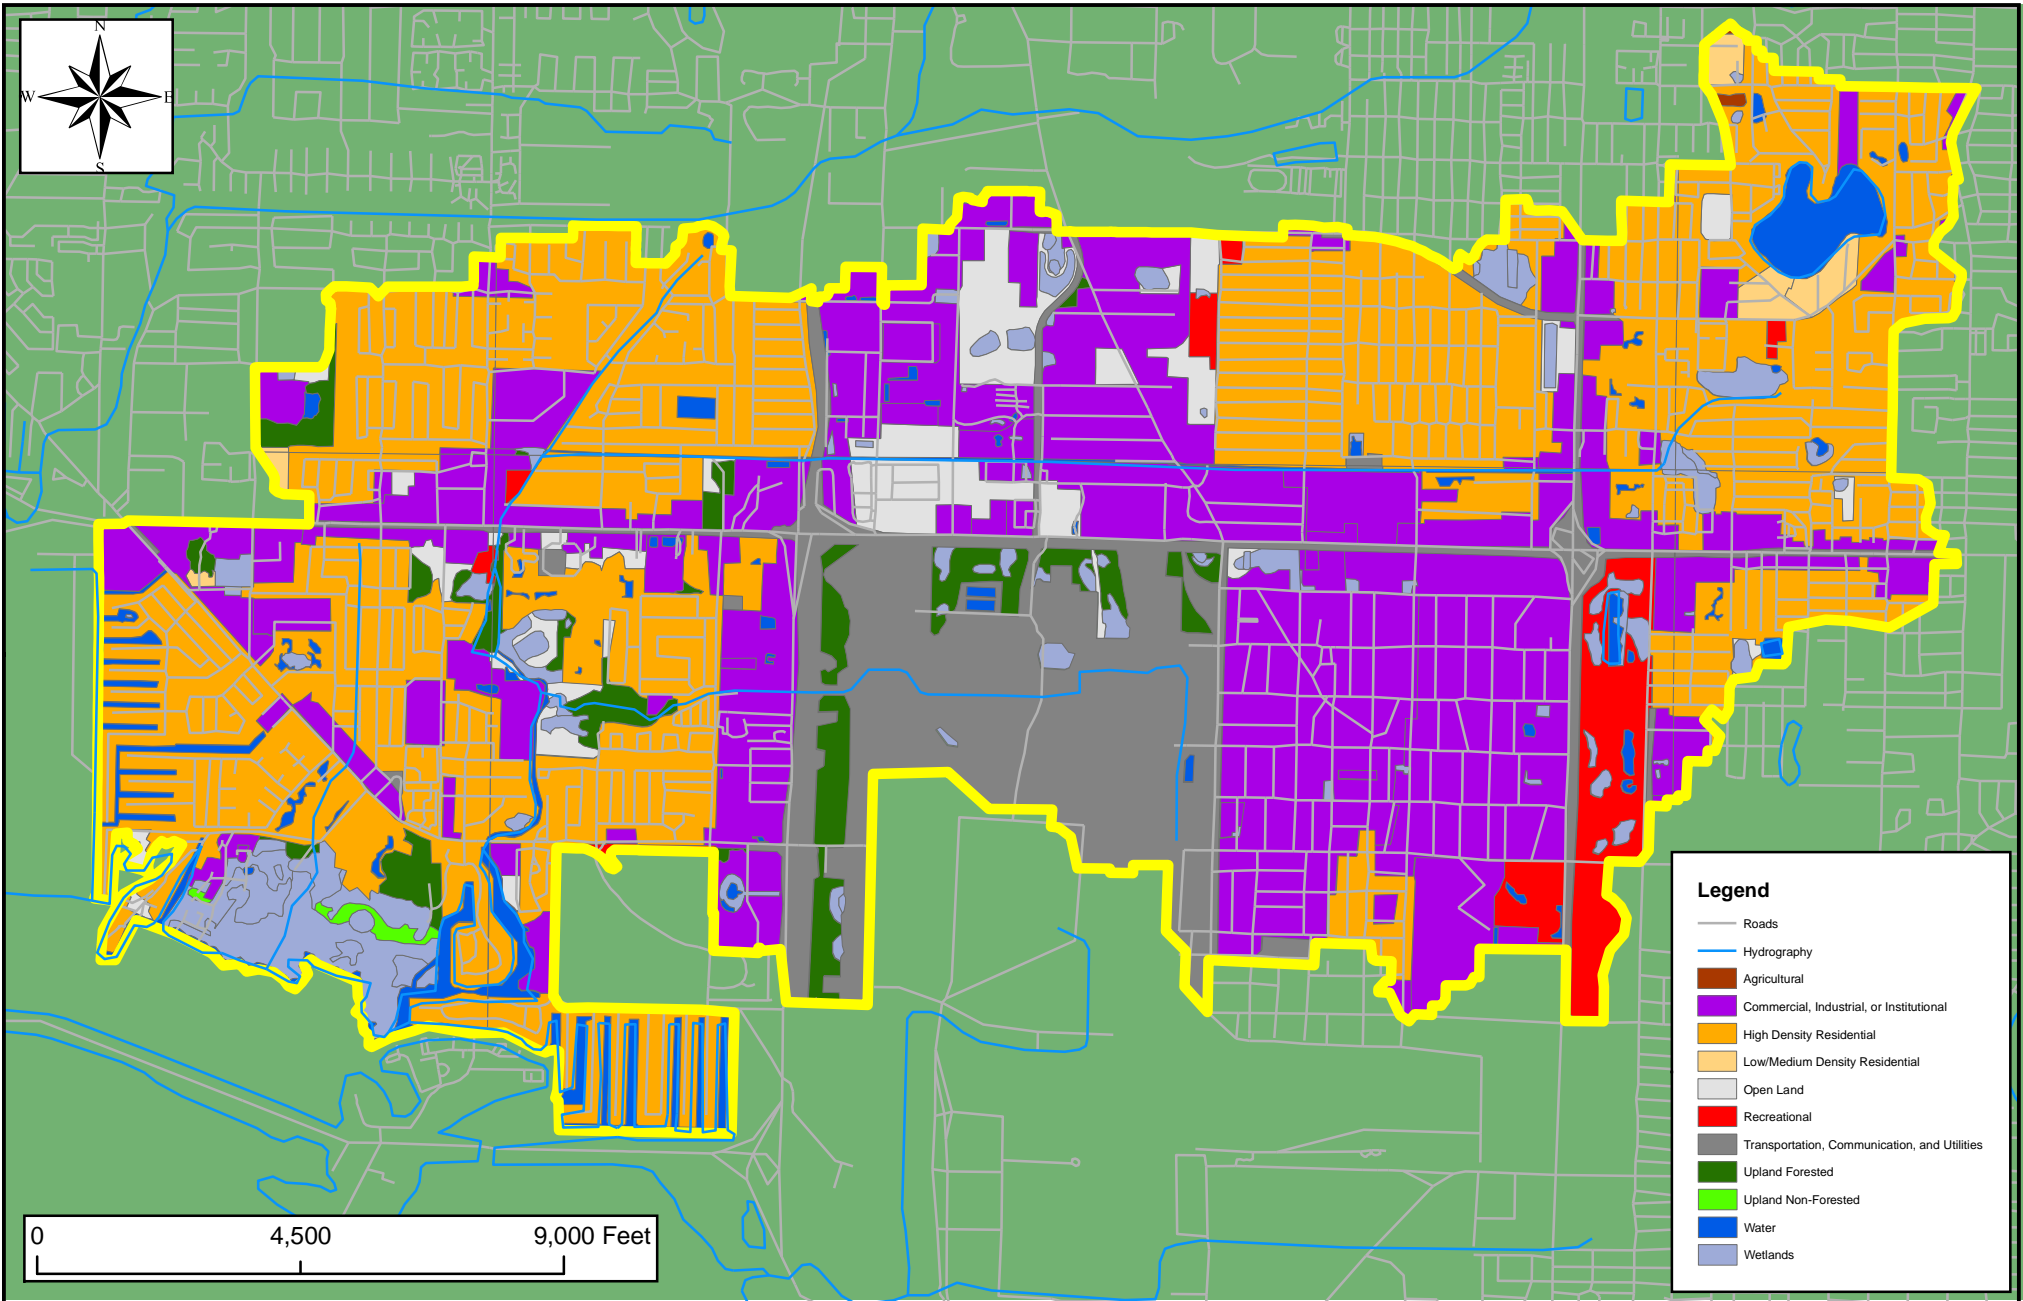 N
W E
S
Legend
Roads
Hydrography
Agricultural
Commercial, Industrial, or Institutional
High Density Residential
Low/Medium Density Residential
Open Land
Recreational
Transportation, Communication, and Utilities
Upland Forested
Upland Non-Forested
Water
Wetlands
0 4,500 9,000 Feet